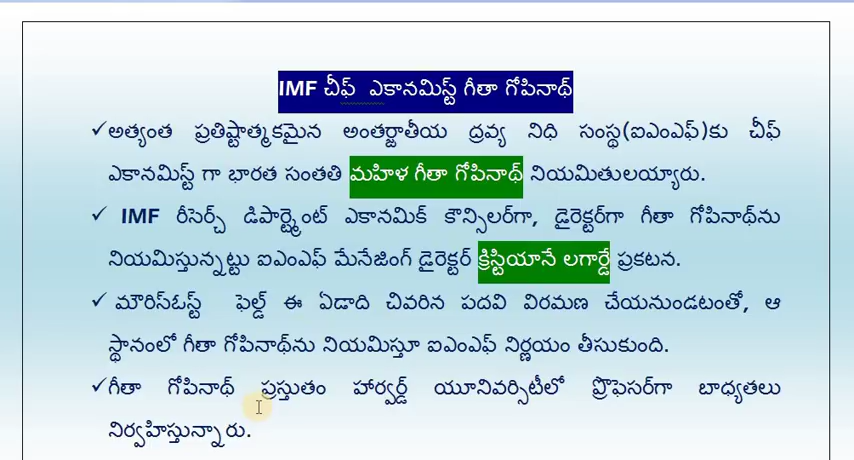 IMF చీఫ్ ఎకానమిస్ట్ గీతా గోపినాథ్
✓అత్యంత ప్రతిష్టాత్మకమైన అంతర్జాతీయ ద్రవ్య నిధి సంస్థ(ఐఎంఎఫ్)కు చీఫ్
ఎకానమిస్ట్ గా భారత సంతతి మహిళ గీతా గోపినాథ్ నియమితులయ్యారు.
✓ IMF రీసెర్చ్ డిపార్ట్మెంట్ ఎకానమిక్ కౌన్సిలర్‌గా, డైరెక్టర్‌గా గీతా గోపినాథ్‌ను
నియమిస్తున్నట్టు ఐఎంఎఫ్ మేనేజింగ్ డైరెక్టర్ క్రిస్టియానే లగార్డే ప్రకటన.
✓ మౌరిస్ఓస్ట్ ఫెల్డ్ ఈ ఏడాది చివరిన పదవి విరమణ చేయనుండటంతో, ఆ
స్థానంలో గీతా గోపినాథ్‌ను నియమిస్తూ ఐఎంఎఫ్ నిర్ణయం తీసుకుంది.
✓గీతా గోపినాథ్ ప్రస్తుతం హార్వర్డ్ యూనివర్సిటీలో ప్రొఫెసర్‌గా బాధ్యతలు
నిర్వహిస్తున్నారు.